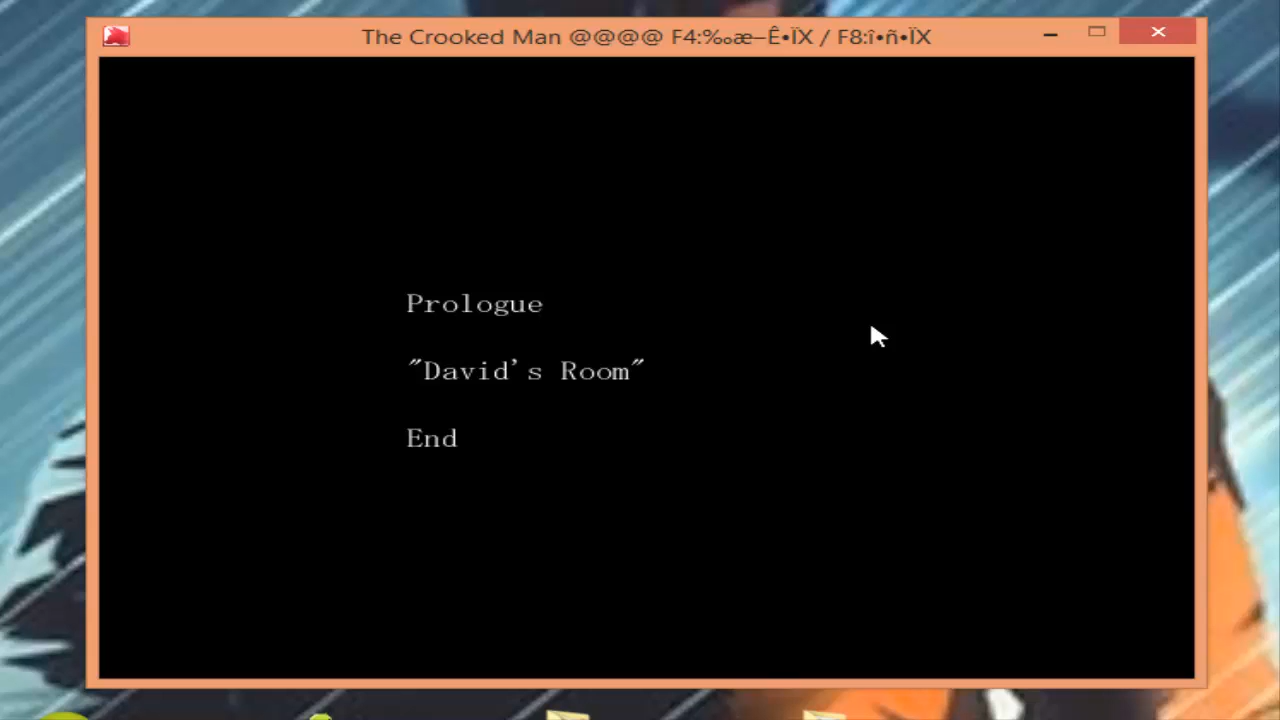 The Crooked Man @@@@ F4:‰æ–Ê•ÏX / F8:î•ñ•ÏX
Prologue
"David's Room"
End